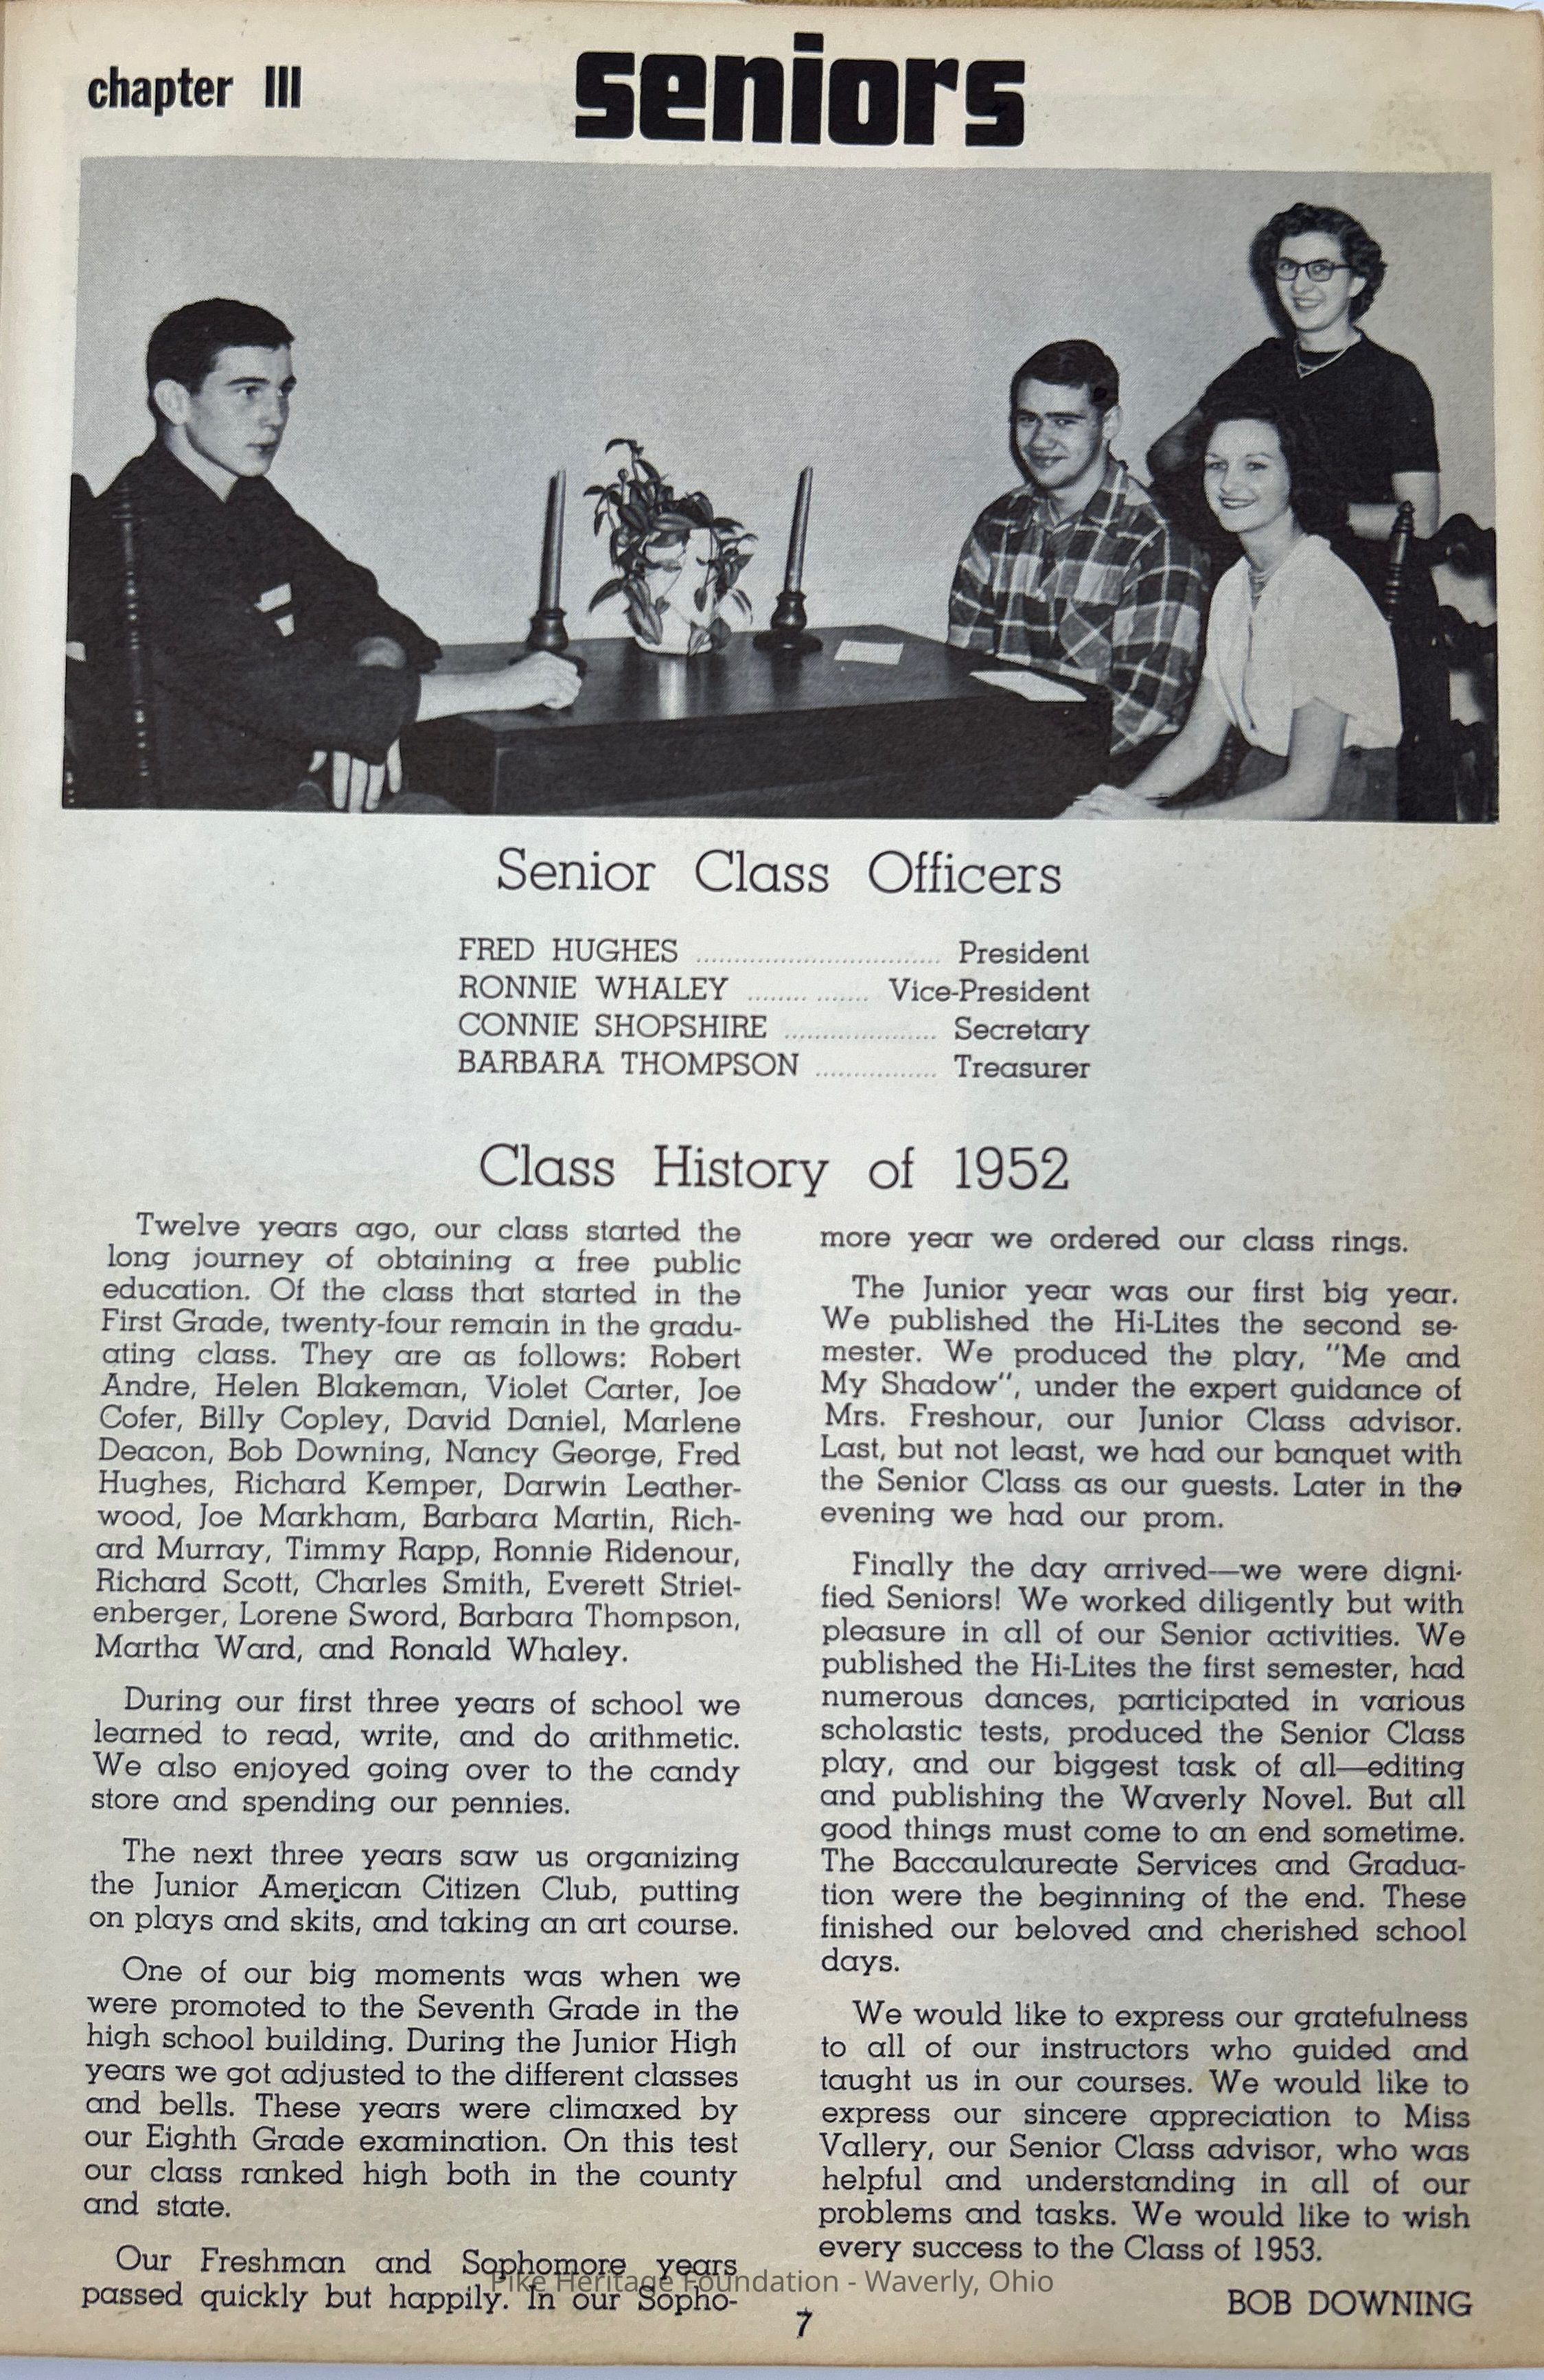 chapter III
seniors
Senior Class Officers
FRED HUGHES ................................. President
RONNIE WHALEY ........ ....... Vice-President
CONNIE SHOPSHIRE .................... Secretary
BARBARA THOMPSON ................ Treasurer
Class History of 1952
Twelve years ago, our class started the
long journey of obtaining a free public
education. Of the class that started in the
First Grade, twenty-four remain in the gradu-
ating class. They are as follows: Robert
Andre, Helen Blakeman, Violet Carter, Joe
Cofer, Billy Copley, David Daniel, Marlene
Deacon, Bob Downing, Nancy George, Fred
Hughes, Richard Kemper, Darwin Leather-
wood, Joe Markham, Barbara Martin, Rich-
ard Murray, Timmy Rapp, Ronnie Ridenour,
Richard Scott, Charles Smith, Everett Striet-
enberger, Lorene Sword, Barbara Thompson,
Martha Ward, and Ronald Whaley.
During our first three years of school we
learned to read, write, and do arithmetic.
We also enjoyed going over to the candy
store and spending our pennies.
The next three years saw us organizing
the Junior American Citizen Club, putting
on plays and skits, and taking an art course.
One of our big moments was when we
were promoted to the Seventh Grade in the
high school building. During the Junior High
years we got adjusted to the different classes
and bells. These years were climaxed by
our Eighth Grade examination. On this test
our class ranked high both in the county
and state.
Our Freshman and Sophomore years
passed quickly but happily. In our Sopho-
more year we ordered our class rings.
The Junior year was our first big year.
We published the Hi-Lites the second se-
mester. We produced the play, "Me and
My Shadow", under the expert guidance of
Mrs. Freshour, our Junior Class advisor.
Last, but not least, we had our banquet with
the Senior Class as our guests. Later in the
evening we had our prom.
Finally the day arrived—we were digni-
fied Seniors! We worked diligently but with
pleasure in all of our Senior activities. We
published the Hi-Lites the first semester, had
numerous dances, participated in various
scholastic tests, produced the Senior Class
play, and our biggest task of all—editing
and publishing the Waverly Novel. But all
good things must come to an end sometime.
The Baccaulaureate Services and Gradua-
tion were the beginning of the end. These
finished our beloved and cherished school
days.
We would like to express our gratefulness
to all of our instructors who guided and
taught us in our courses. We would like to
express our sincere appreciation to Miss
Vallery, our Senior Class advisor, who was
helpful and understanding in all of our
problems and tasks. We would like to wish
every success to the Class of 1953.
BOB DOWNING
Pike Heritage Foundation - Waverly, Ohio
7